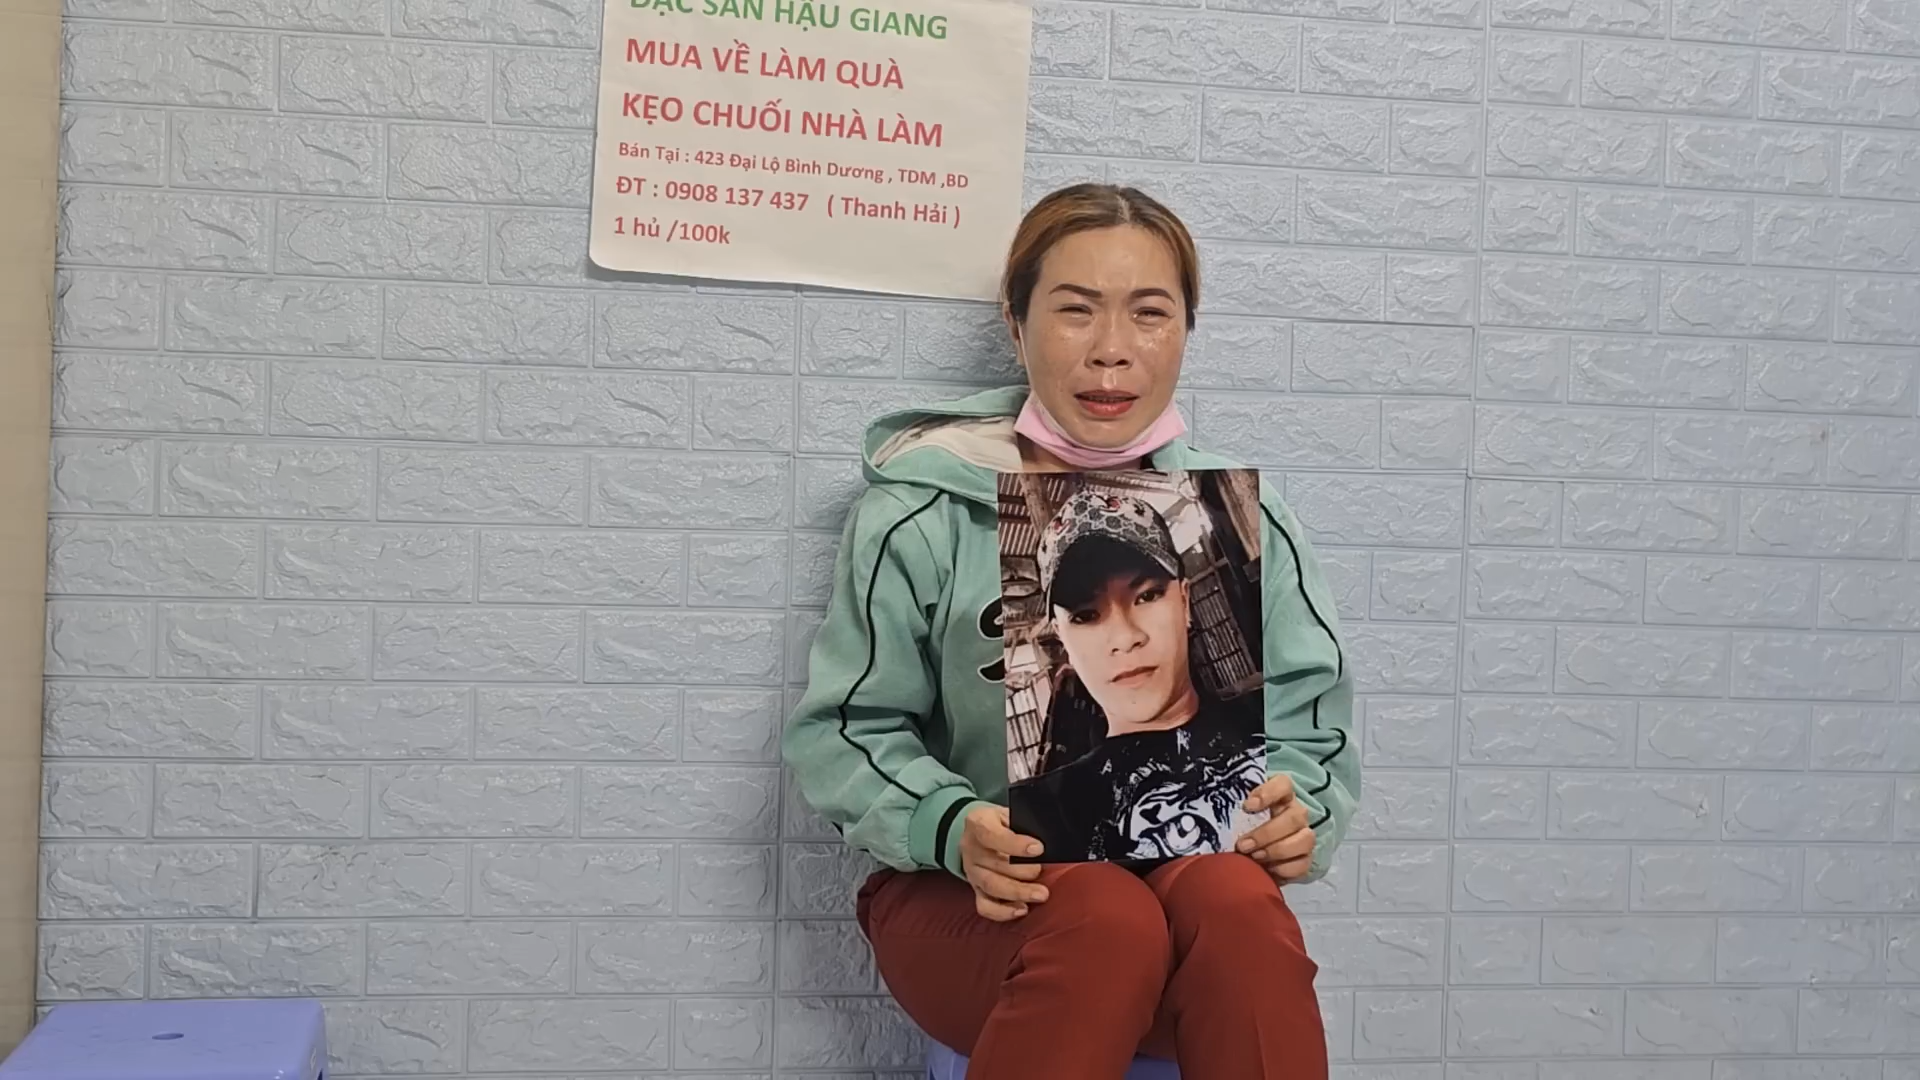 ĐẶC SẢN HẬU GIANG
MUA VỀ LÀM QUÀ
KẸO CHUỐI NHÀ LÀM
Bán Tại : 423 Đại Lộ Bình Dương , TDM ,BD
ĐT : 0908 137 437 ( Thanh Hải )
1 hủ /100k